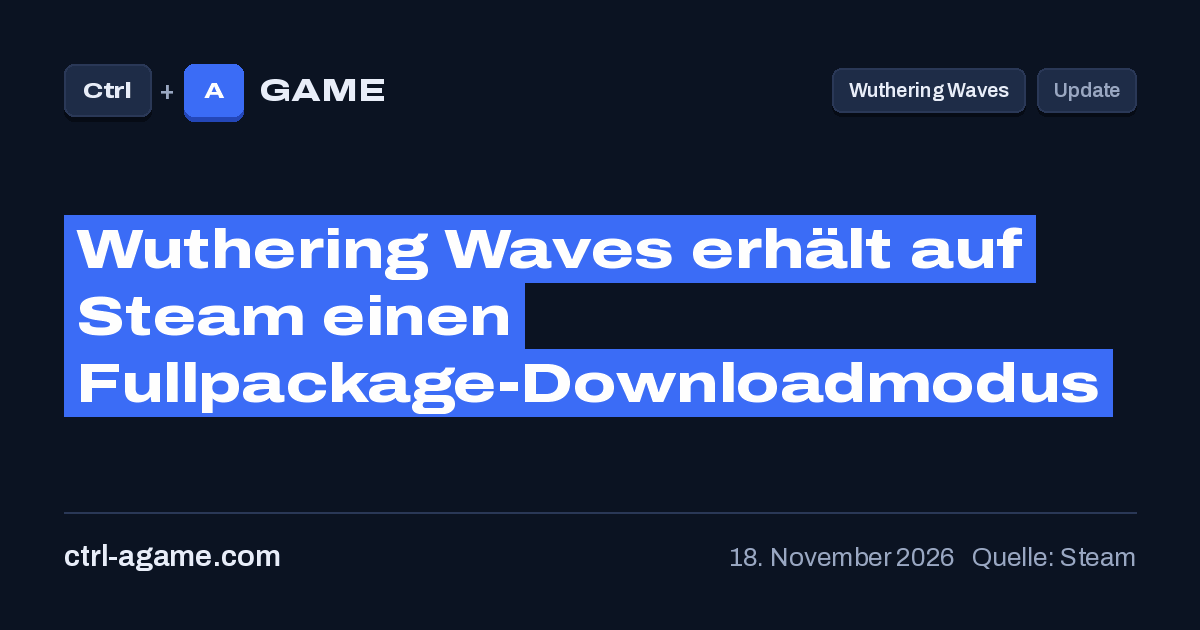 Ctrl + A GAME
Wuthering Waves
Update
Wuthering Waves erhält auf
Steam einen
Fullpackage-Downloadmodus
ctrl-agame.com
18. November 2026 Quelle: Steam